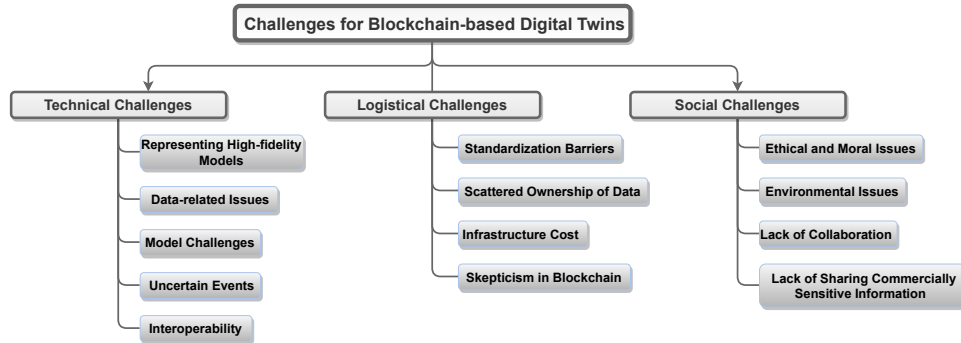 Challenges for Blockchain-based Digital Twins
Technical Challenges
Representing High-fidelity
Models
Data-related Issues
Model Challenges
Uncertain Events
Interoperability
Logistical Challenges
Standardization Barriers
Scattered Ownership of Data
Infrastructure Cost
Skepticism in Blockchain
Social Challenges
Ethical and Moral Issues
Environmental Issues
Lack of Collaboration
Lack of Sharing Commercially
Sensitive Information